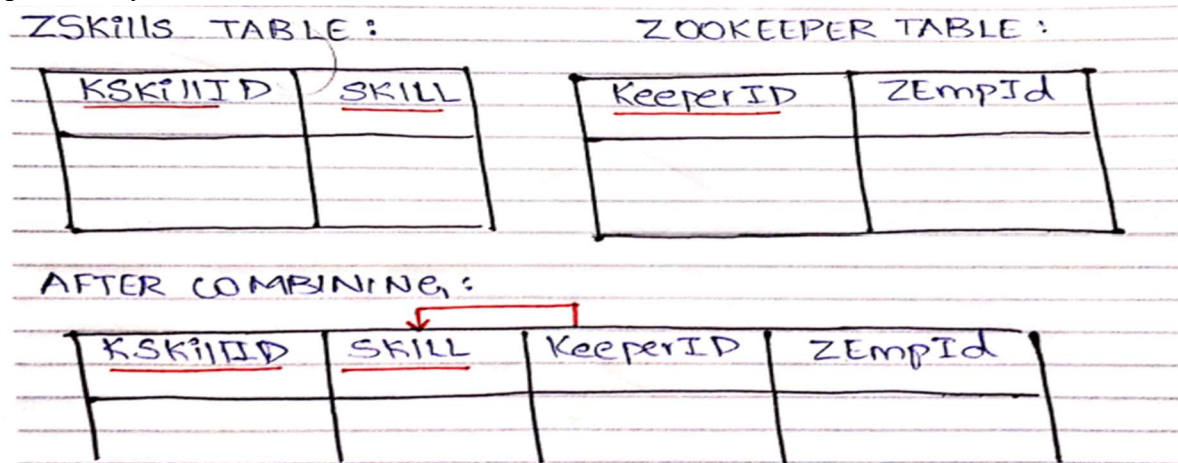 ZSKills TABLE :
ZOOKEEPER TABLE :
KSKillID SKILL
KeeperID ZEmpId
AFTER COMBINING :
KSKillID SKILL KeeperID ZEmpId